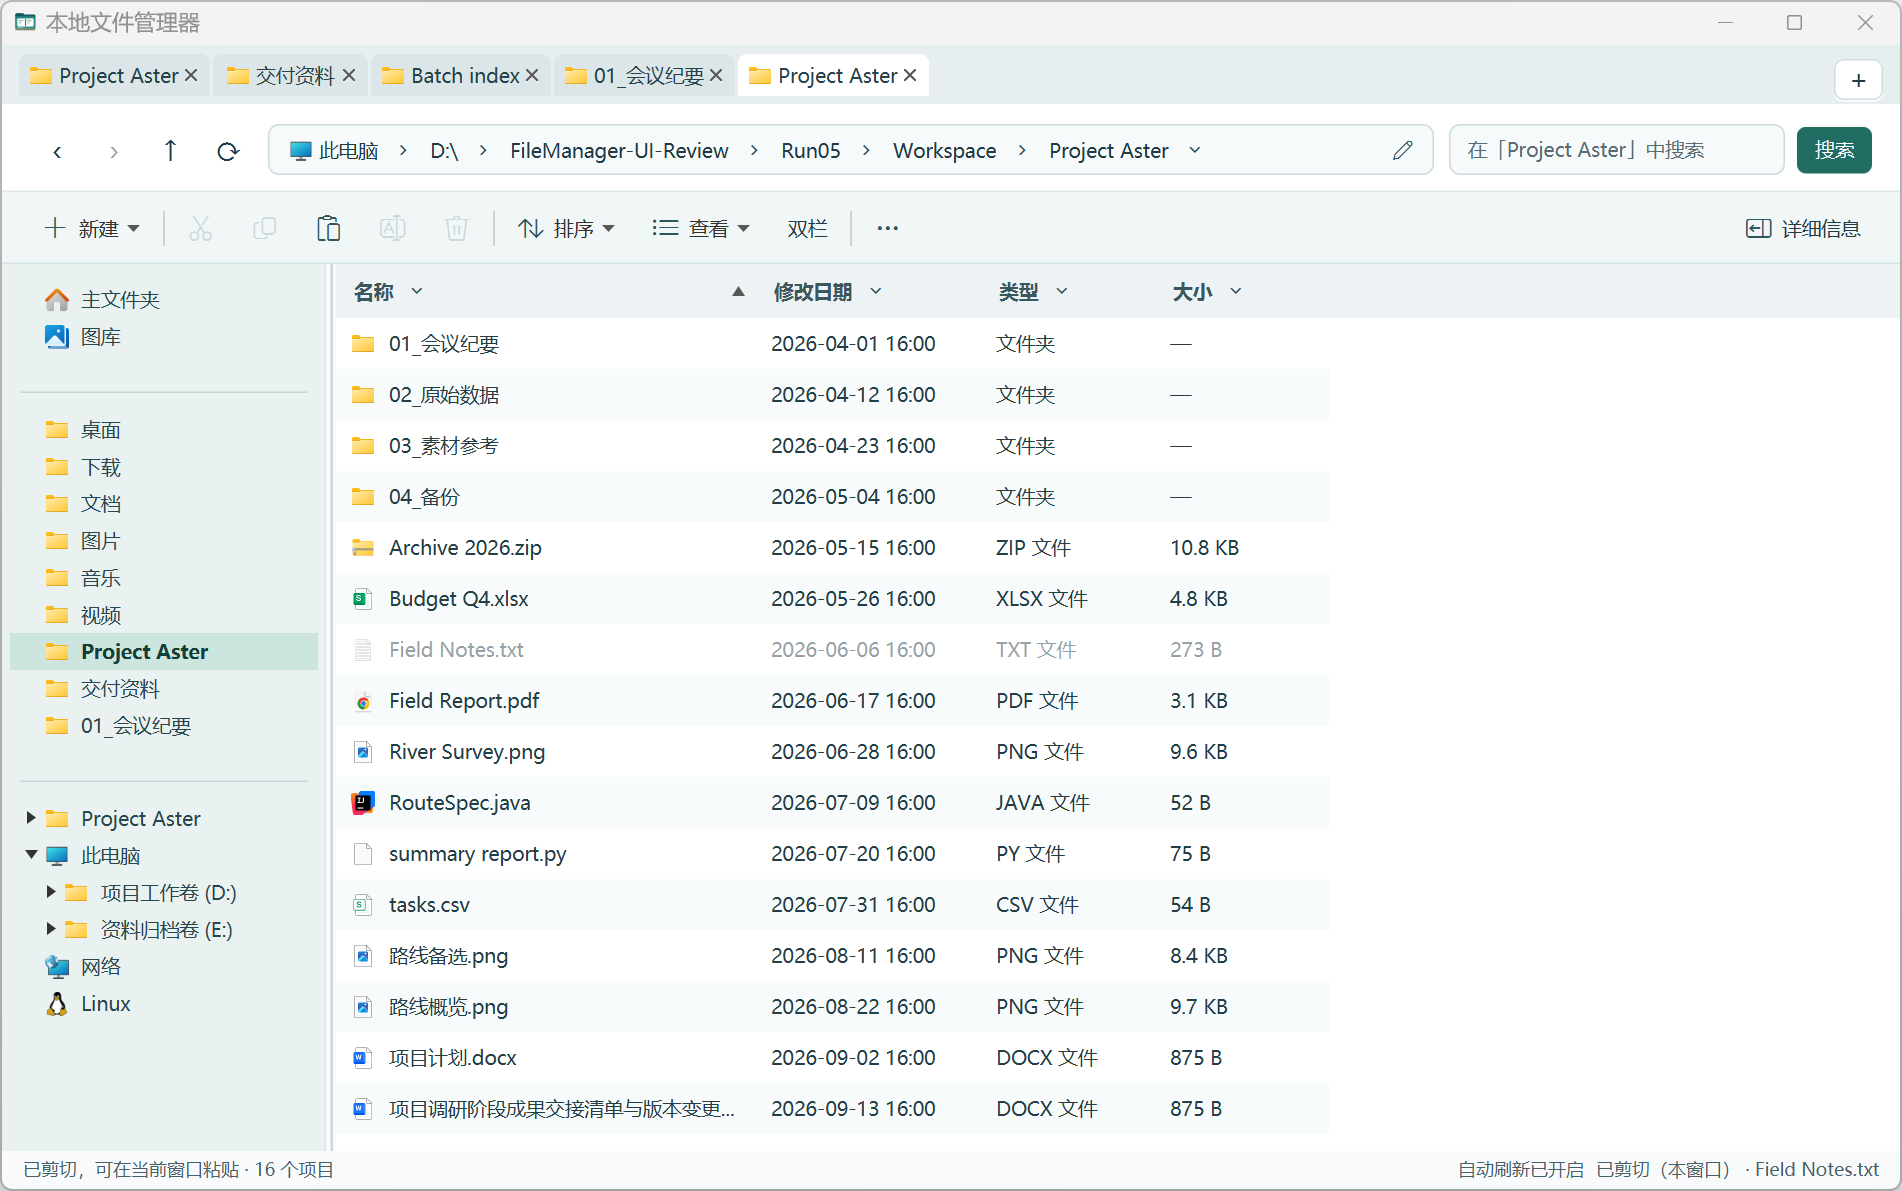 本地文件管理器
Project Aster 交付资料 Batch index 01_会议纪要 Project Aster
此电脑 D:\ FileManager-UI-Review Run05 Workspace Project Aster 在「Project Aster」中搜索 搜索
新建 排序 查看 双栏 详细信息
主文件夹
图库
桌面
下载
文档
图片
音乐
视频
Project Aster
交付资料
01_会议纪要
Project Aster
此电脑
项目工作卷 (D:)
资料归档卷 (E:)
网络
Linux
名称 修改日期 类型 大小
01_会议纪要 2026-04-01 16:00 文件夹 —
02_原始数据 2026-04-12 16:00 文件夹 —
03_素材参考 2026-04-23 16:00 文件夹 —
04_备份 2026-05-04 16:00 文件夹 —
Archive 2026.zip 2026-05-15 16:00 ZIP 文件 10.8 KB
Budget Q4.xlsx 2026-05-26 16:00 XLSX 文件 4.8 KB
Field Notes.txt 2026-06-06 16:00 TXT 文件 273 B
Field Report.pdf 2026-06-17 16:00 PDF 文件 3.1 KB
River Survey.png 2026-06-28 16:00 PNG 文件 9.6 KB
RouteSpec.java 2026-07-09 16:00 JAVA 文件 52 B
summary report.py 2026-07-20 16:00 PY 文件 75 B
tasks.csv 2026-07-31 16:00 CSV 文件 54 B
路线备选.png 2026-08-11 16:00 PNG 文件 8.4 KB
路线概览.png 2026-08-22 16:00 PNG 文件 9.7 KB
项目计划.docx 2026-09-02 16:00 DOCX 文件 875 B
项目调研阶段成果交接清单与版本变更... 2026-09-13 16:00 DOCX 文件 875 B
已剪切，可在当前窗口粘贴 · 16 个项目 自动刷新已开启 已剪切（本窗口） · Field Notes.txt